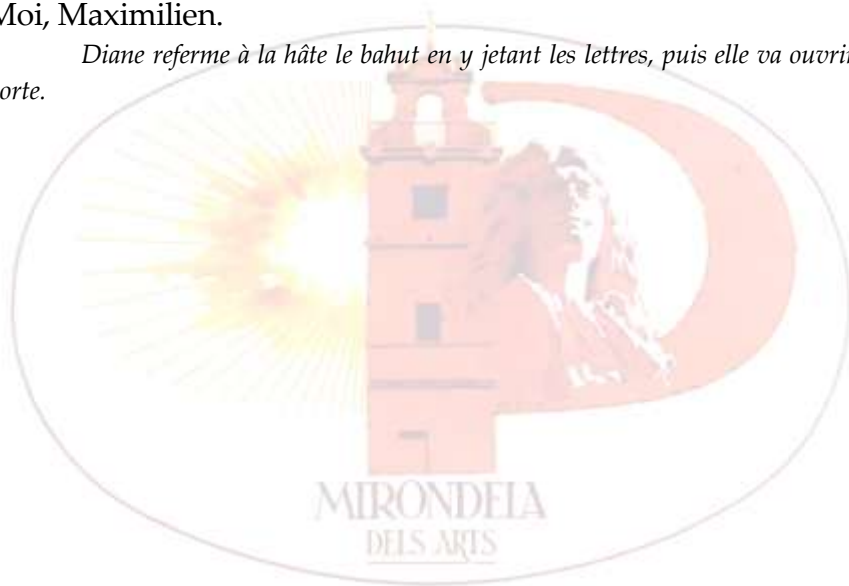 Moi, Maximilien.
Diane referme à la hâte le bahut en y jetant les lettres, puis elle va ouvrir
orte.
MIRONDELA
DELS ARTS